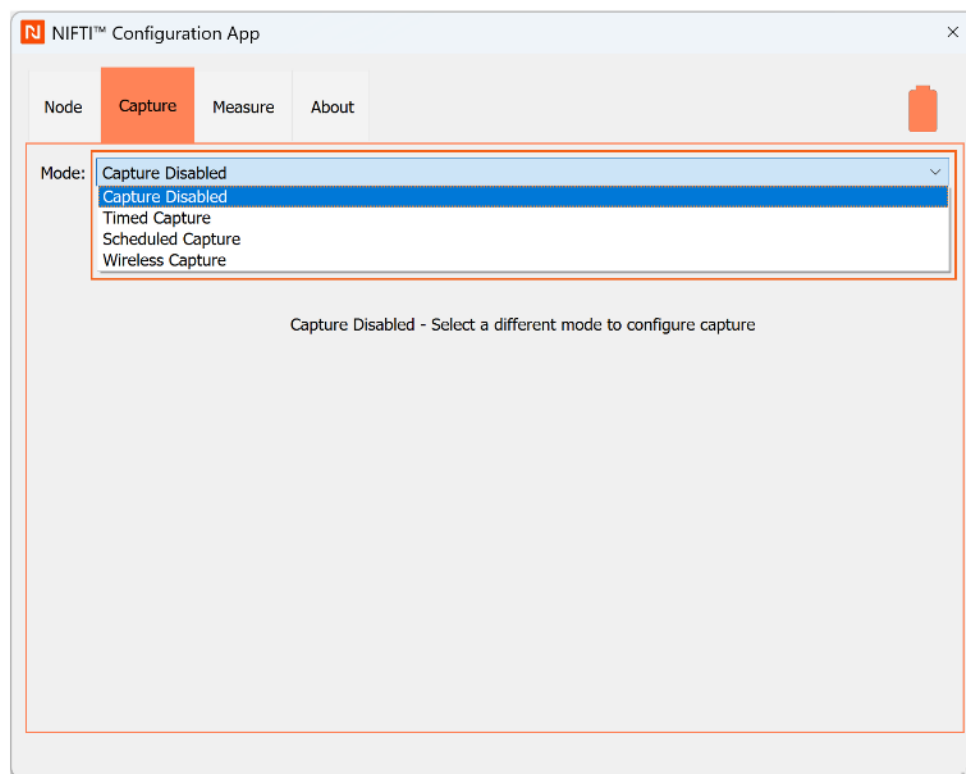 NIFTI™ Configuration App
Node Capture Measure About
Mode: Capture Disabled
Capture Disabled
Timed Capture
Scheduled Capture
Wireless Capture
Capture Disabled - Select a different mode to configure capture